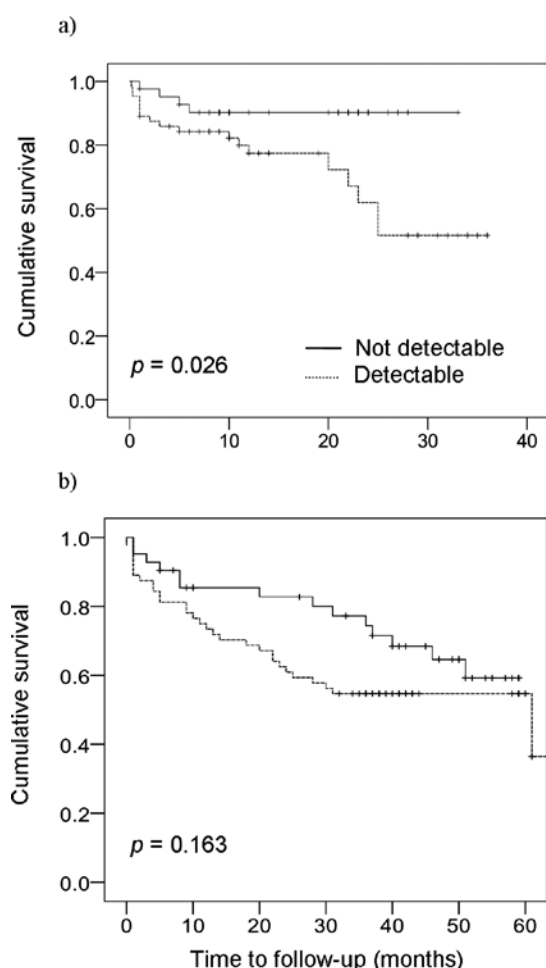 a)
Cumulative survival
1.0
0.8
0.6
0.4
0.2
0.0
p = 0.026
Not detectable
Detectable
0 10 20 30 40
b)
Cumulative survival
1.0
0.8
0.6
0.4
0.2
0.0
p = 0.163
0 10 20 30 40 50 60
Time to follow-up (months)